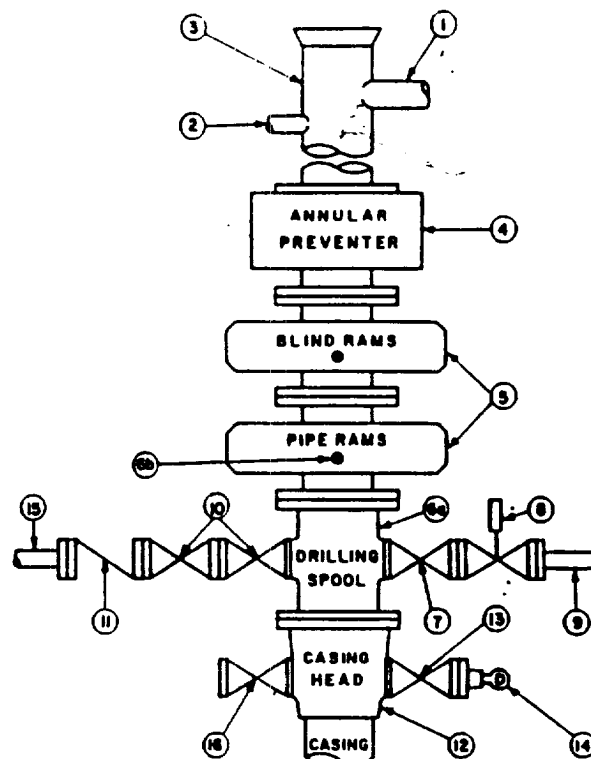 1
3
2
ANNULAR
PREVENTER
4
BLIND RAMS
5
PIPE RAMS
6b
6a
8
15
10
DRILLING
SPOOL
11
7
9
13
CASING
HEAD
16
12
14
CASING